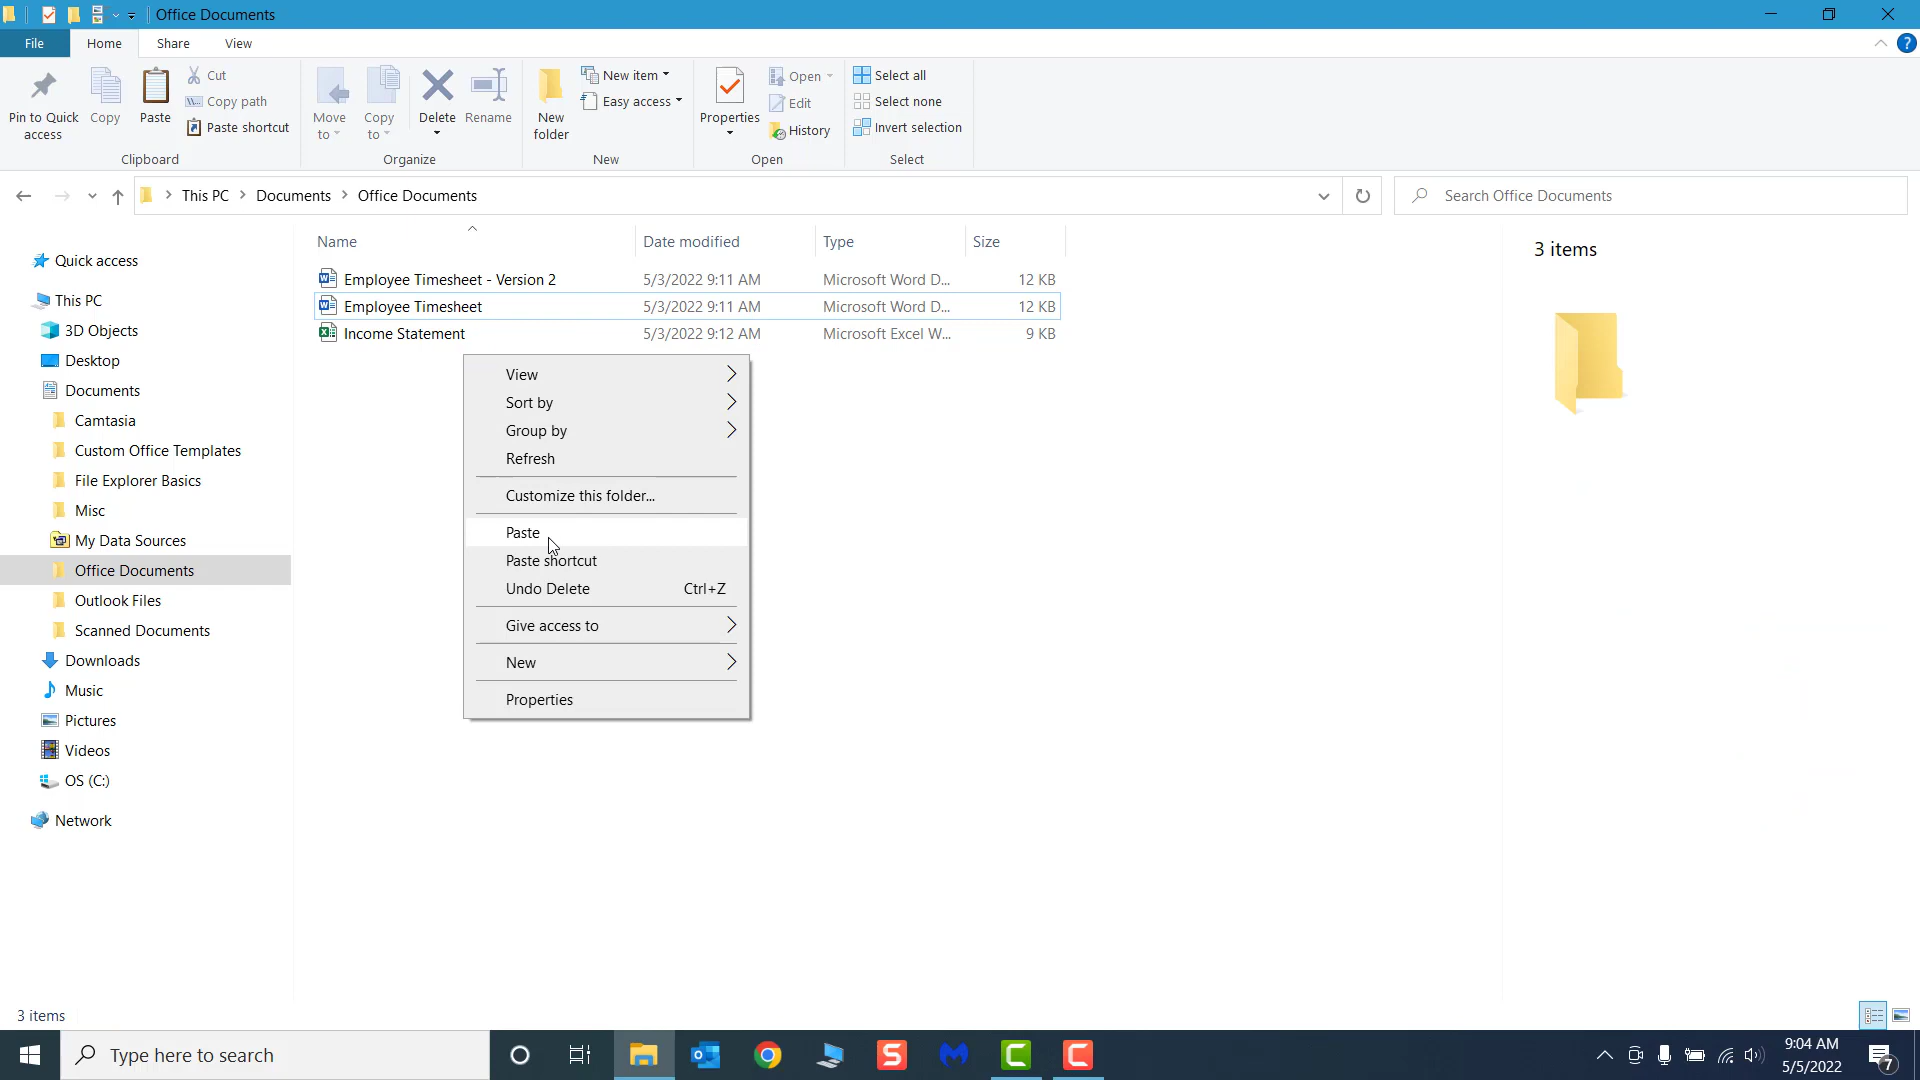 Office Documents
File Home Share View
Pin to Quick access
Copy
Paste
Cut
Copy path
Paste shortcut
Clipboard
Move to
Copy to
Delete
Rename
Organize
New folder
New item
Easy access
New
Properties
Open
Edit
History
Open
Select all
Select none
Invert selection
Select
This PC Documents Office Documents
Search Office Documents
Quick access
This PC
3D Objects
Desktop
Documents
Camtasia
Custom Office Templates
File Explorer Basics
Misc
My Data Sources
Office Documents
Outlook Files
Scanned Documents
Downloads
Music
Pictures
Videos
OS (C:)
Network
Name Date modified Type Size
Employee Timesheet - Version 2 5/3/2022 9:11 AM Microsoft Word D... 12 KB
Employee Timesheet 5/3/2022 9:11 AM Microsoft Word D... 12 KB
Income Statement 5/3/2022 9:12 AM Microsoft Excel W... 9 KB
View
Sort by
Group by
Refresh
Customize this folder...
Paste
Paste shortcut
Undo Delete Ctrl+Z
Give access to
New
Properties
3 items
3 items
Type here to search
9:04 AM
5/5/2022
7